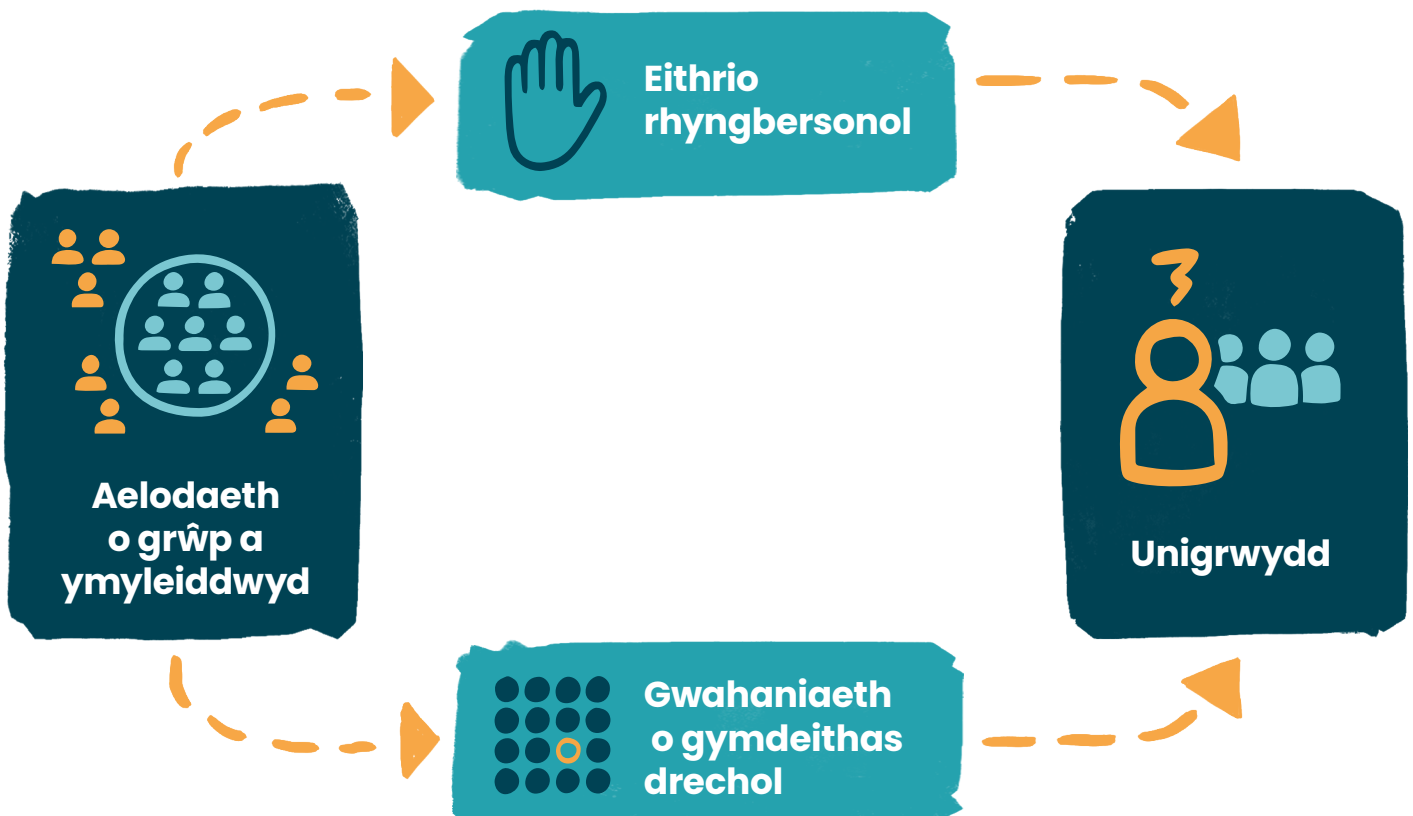 Eithrio
rhyngbersonol
Aelodaeth
o grŵp a
ymyleiddwyd
Unigrwydd
Gwahaniaeth
o gymdeithas
drechol